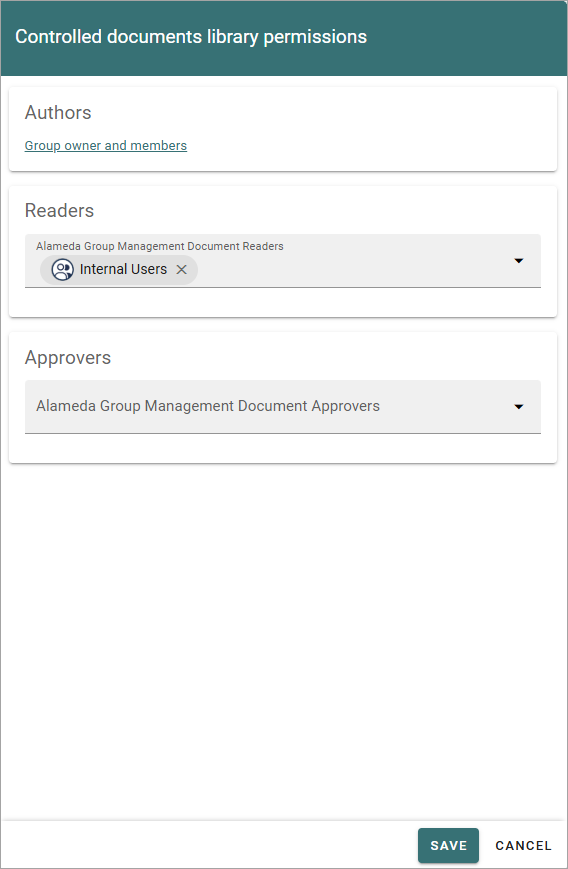 Controlled documents library permissions
Authors
Group owner and members
Readers
Alameda Group Management Document Readers
Internal Users
Approvers
Alameda Group Management Document Approvers
SAVE CANCEL